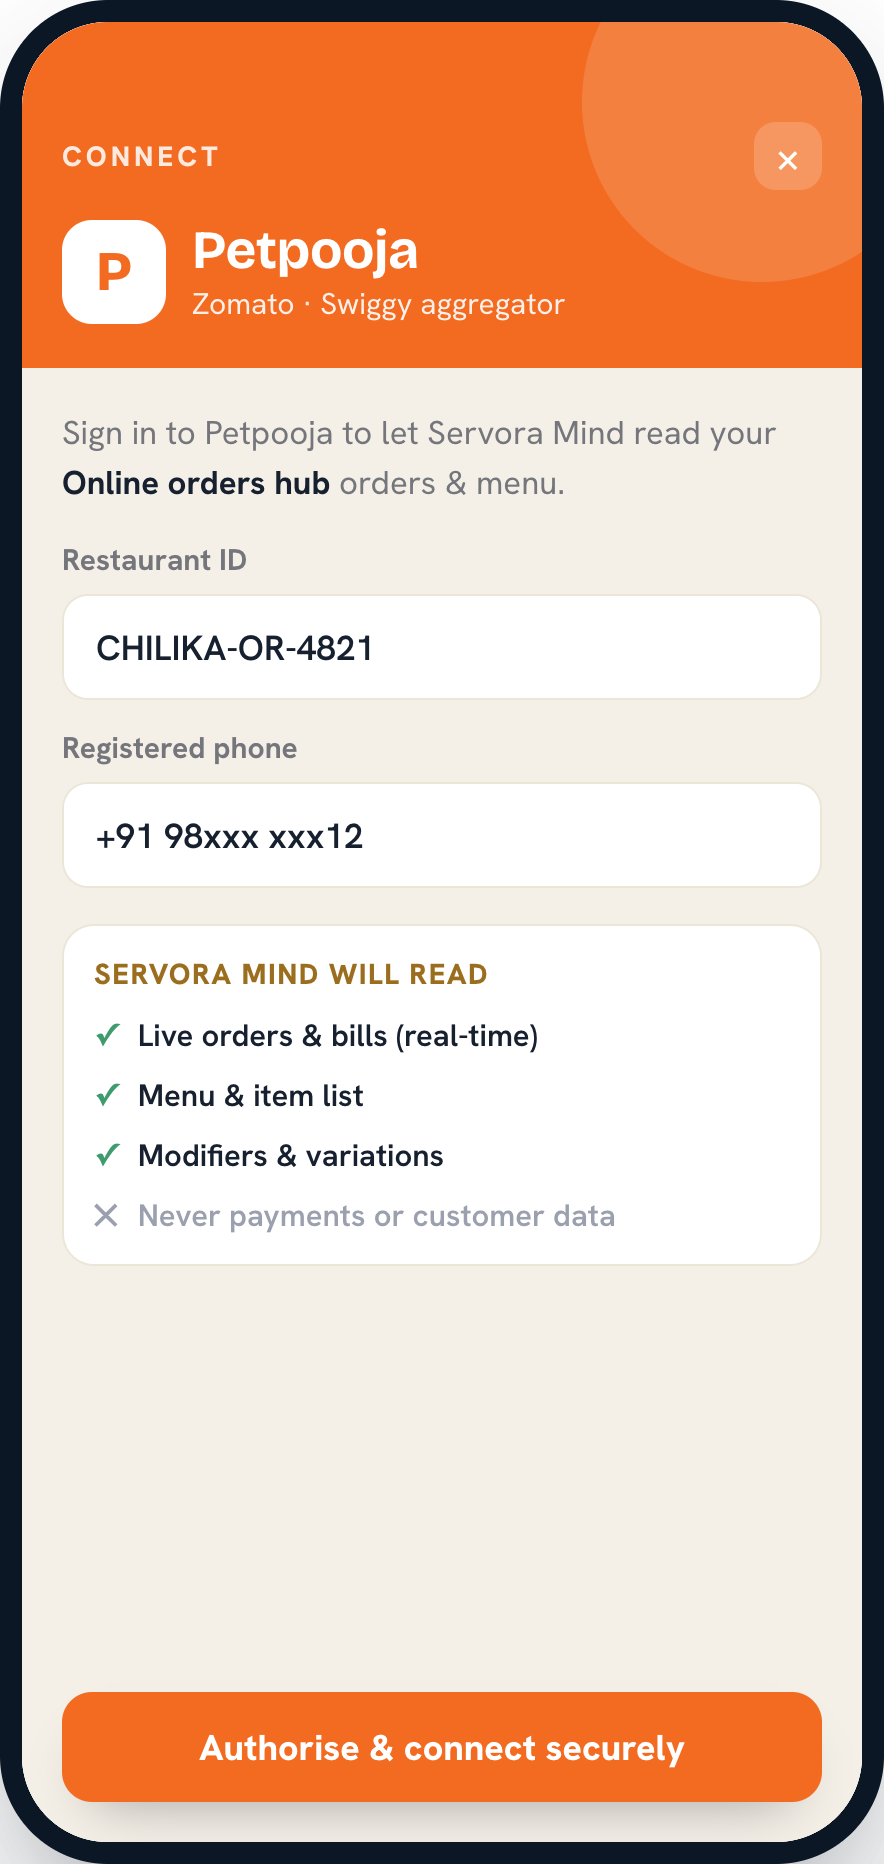 CONNECT
×
P
Petpooja
Zomato · Swiggy aggregator
Sign in to Petpooja to let Servora Mind read your
Online orders hub orders & menu.
Restaurant ID
CHILIKA-OR-4821
Registered phone
+91 98xxx xxx12
SERVORA MIND WILL READ
✓ Live orders & bills (real-time)
✓ Menu & item list
✓ Modifiers & variations
✕ Never payments or customer data
Authorise & connect securely